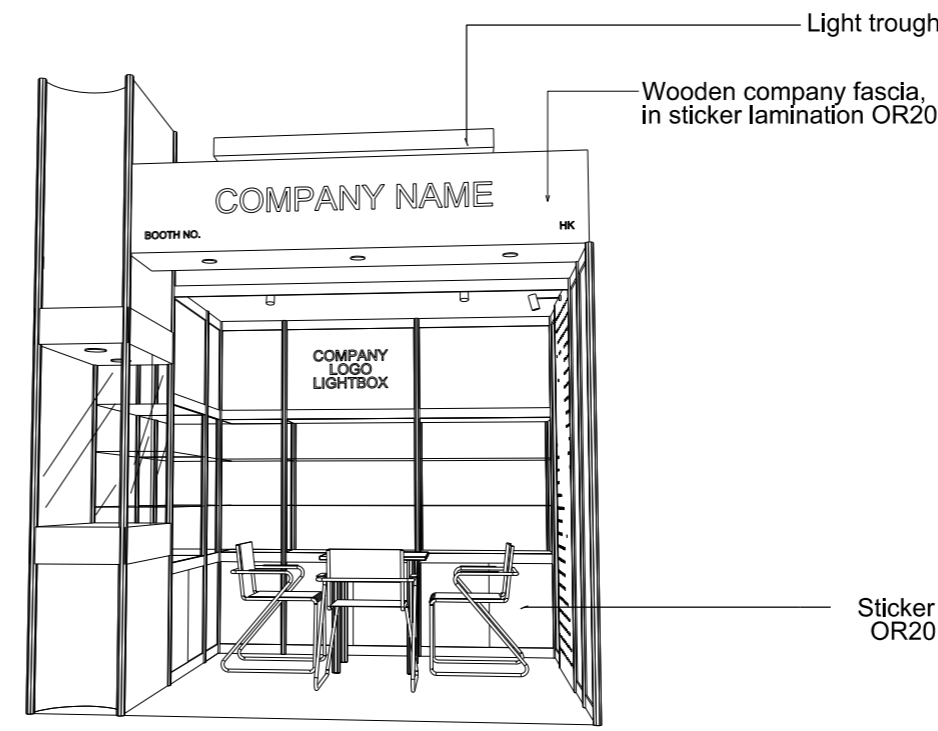 Light trough
Wooden company fascia,
in sticker lamination OR20
COMPANY NAME
BOOTH NO.
HK
COMPANY
LOGO
LIGHTBOX
Sticker
OR20